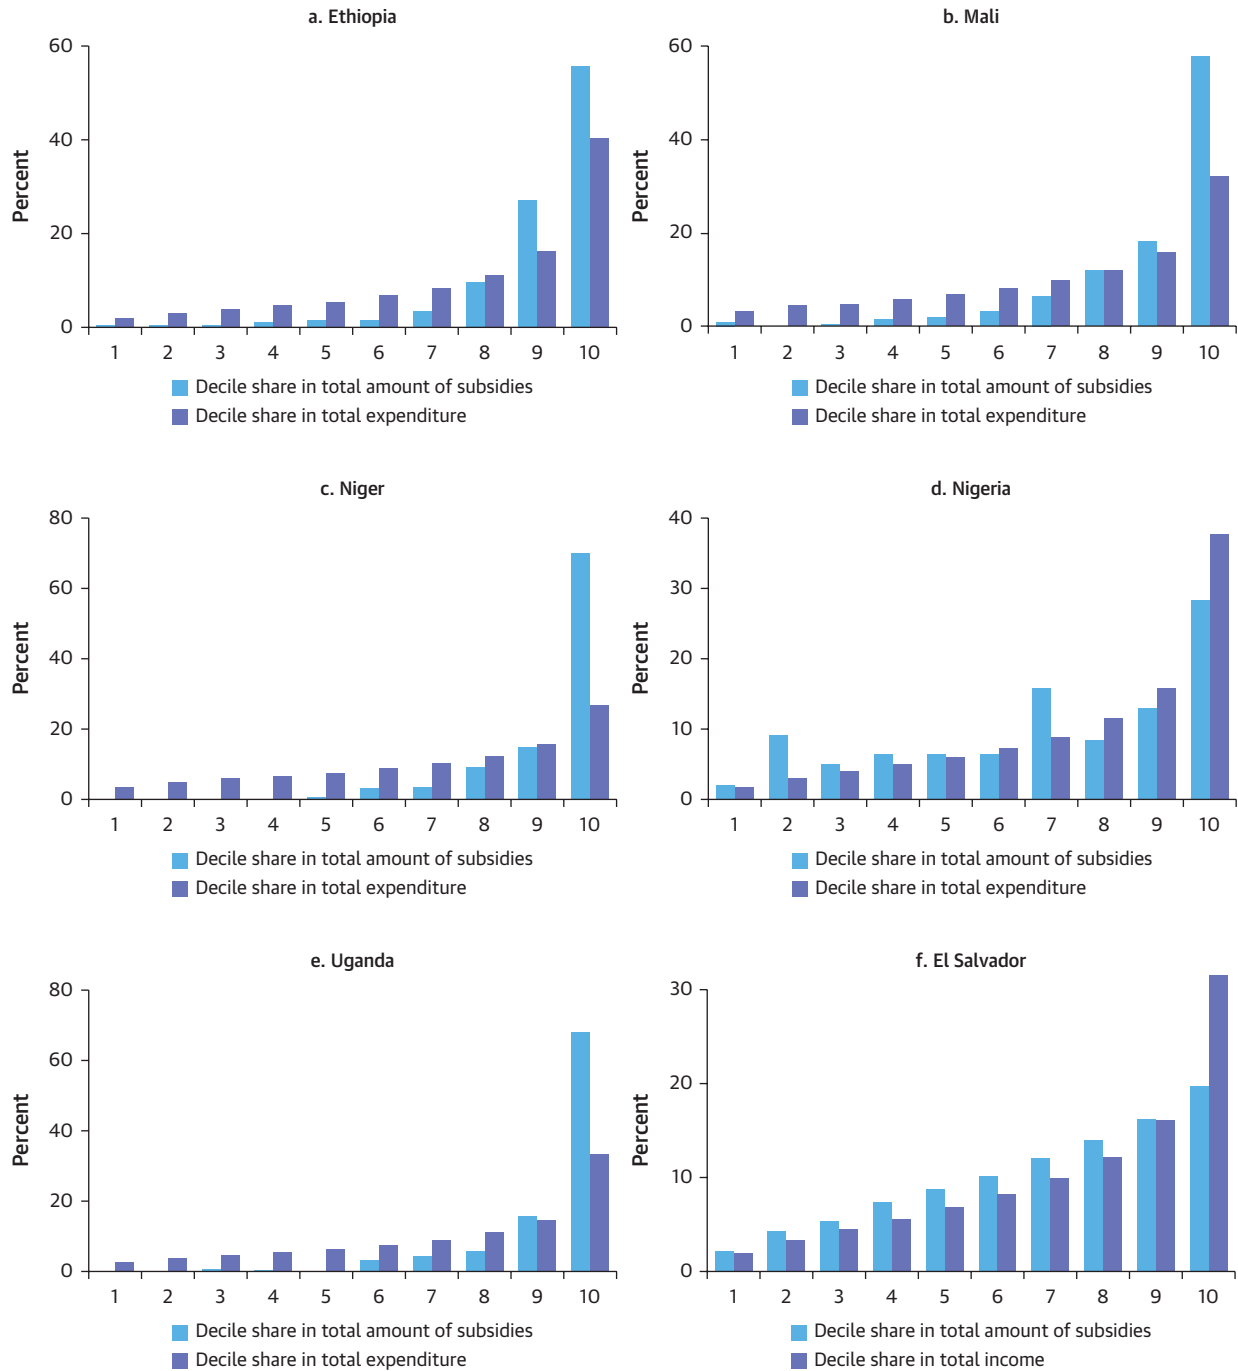 a. Ethiopia
Percent
60
40
20
0
1 2 3 4 5 6 7 8 9 10
Decile share in total amount of subsidies
Decile share in total expenditure
b. Mali
Percent
60
40
20
0
1 2 3 4 5 6 7 8 9 10
Decile share in total amount of subsidies
Decile share in total expenditure
c. Niger
Percent
80
60
40
20
0
1 2 3 4 5 6 7 8 9 10
Decile share in total amount of subsidies
Decile share in total expenditure
d. Nigeria
Percent
40
30
20
10
0
1 2 3 4 5 6 7 8 9 10
Decile share in total amount of subsidies
Decile share in total expenditure
e. Uganda
Percent
80
60
40
20
0
1 2 3 4 5 6 7 8 9 10
Decile share in total amount of subsidies
Decile share in total expenditure
f. El Salvador
Percent
30
20
10
0
1 2 3 4 5 6 7 8 9 10
Decile share in total amount of subsidies
Decile share in total income